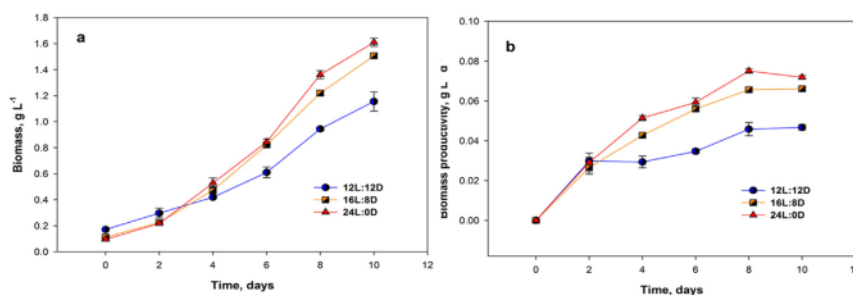 a
1.8
1.6
1.4
1.2
1.0
0.8
0.6
0.4
0.2
0.0
Biomass, g L-1
12L:12D
16L:8D
24L:0D
0 2 4 6 8 10 12
Time, days
b
0.10
0.08
0.06
0.04
0.02
0.00
Biomass productivity, g L
12L:12D
16L:8D
24L:0D
0 2 4 6 8 10
Time, days